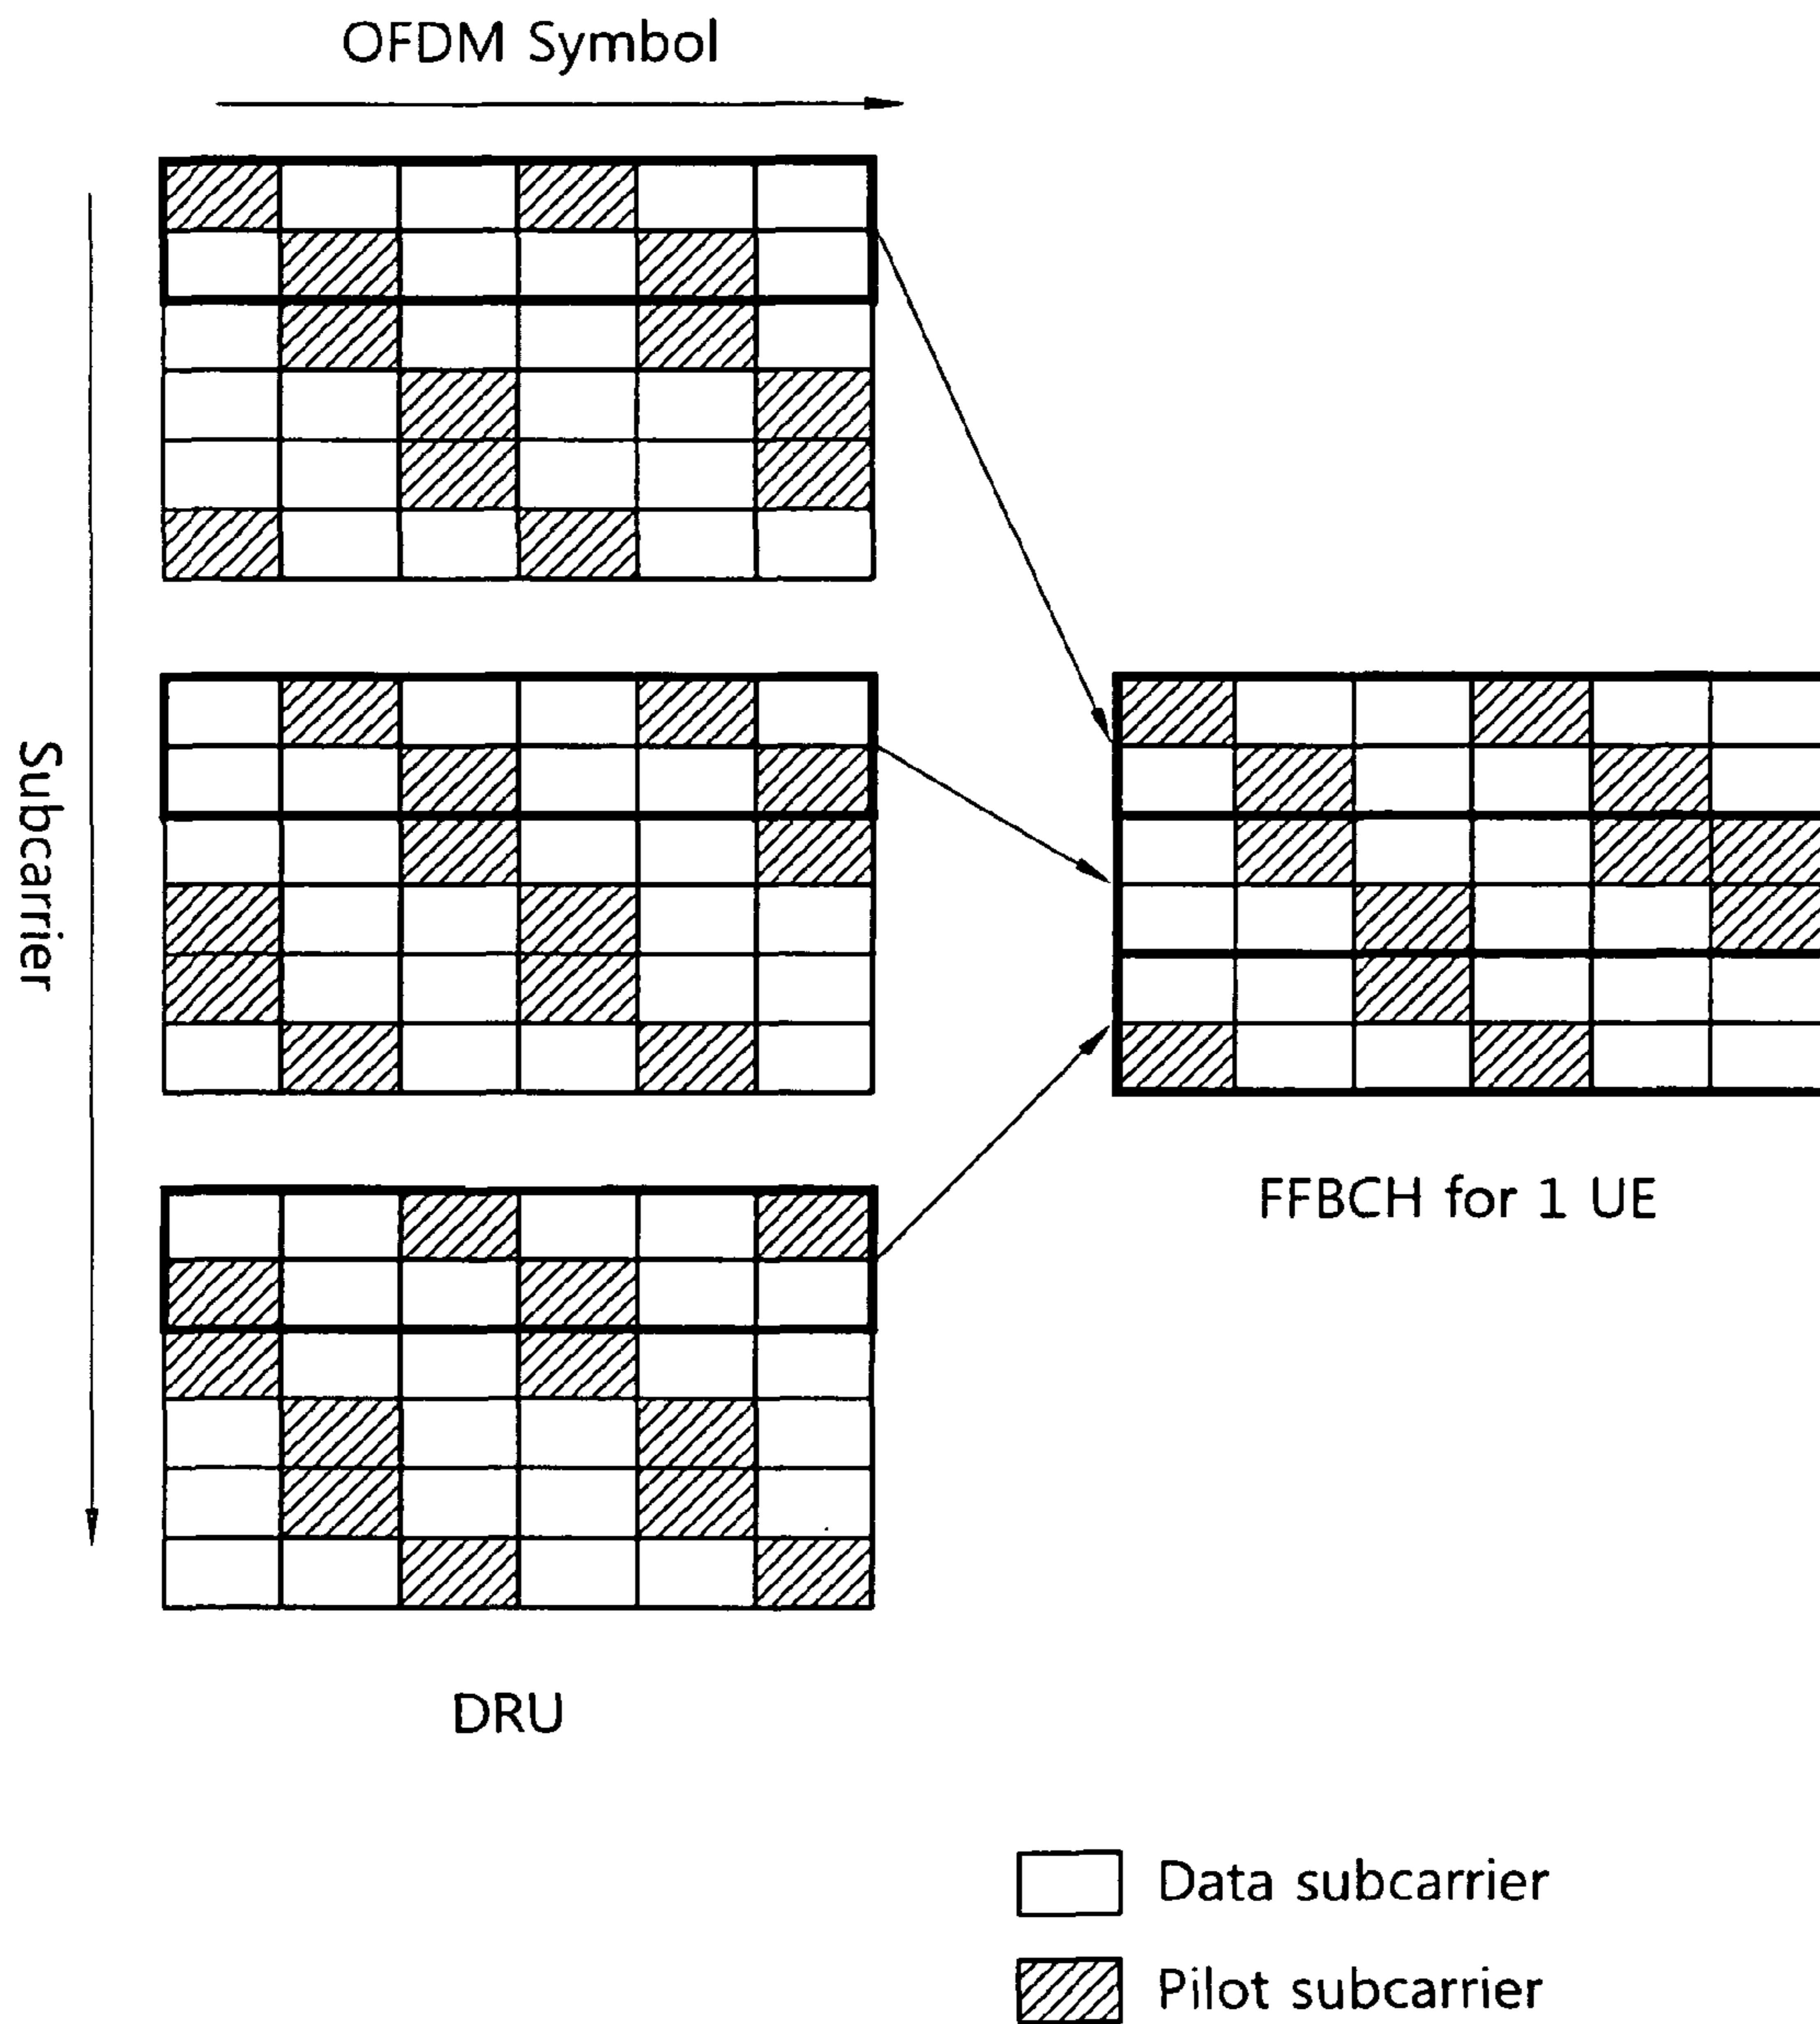 OFDM Symbol
Subcarrier
FFBCH for 1 UE
DRU
Data subcarrier
Pilot subcarrier